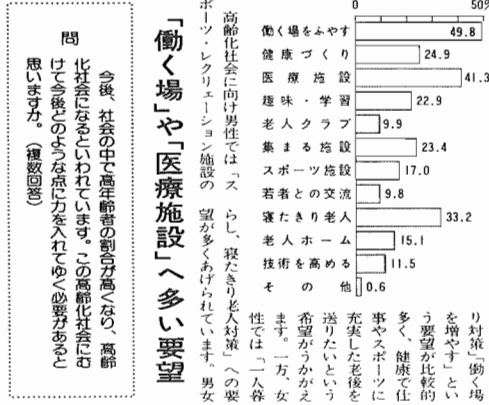 問
今後、社会の中で高年齢者の割合が高くなり、高齢
化社会になるといわれています。この高齢化社会にむ
けて今後どのような点に力を入れてゆく必要があると
思いますか。（複数回答）
「働く場」や「医療施設」へ多い要望
0 50%
働く場をふやす 49.8
健康づくり 24.9
医療施設 41.3
趣味・学習 22.9
老人クラブ 9.9
集まる施設 23.4
スポーツ施設 17.0
若者との交流 9.8
寝たきり老人 33.2
老人ホーム 15.1
技術を高める 11.5
その他 0.6
高齢化社会に向け男性では「ス
ポーツ・レクリェーション施設の
り対策」「働く場
を増やす」とい
う要望が比較的
多く、健康で仕
事やスポーツに
充実した老後を
送りたいという
希望がうかがえ
ます。一方、女
性では「一人暮
らし、寝たきり老人対策」への要
望が多くあげられています。男女